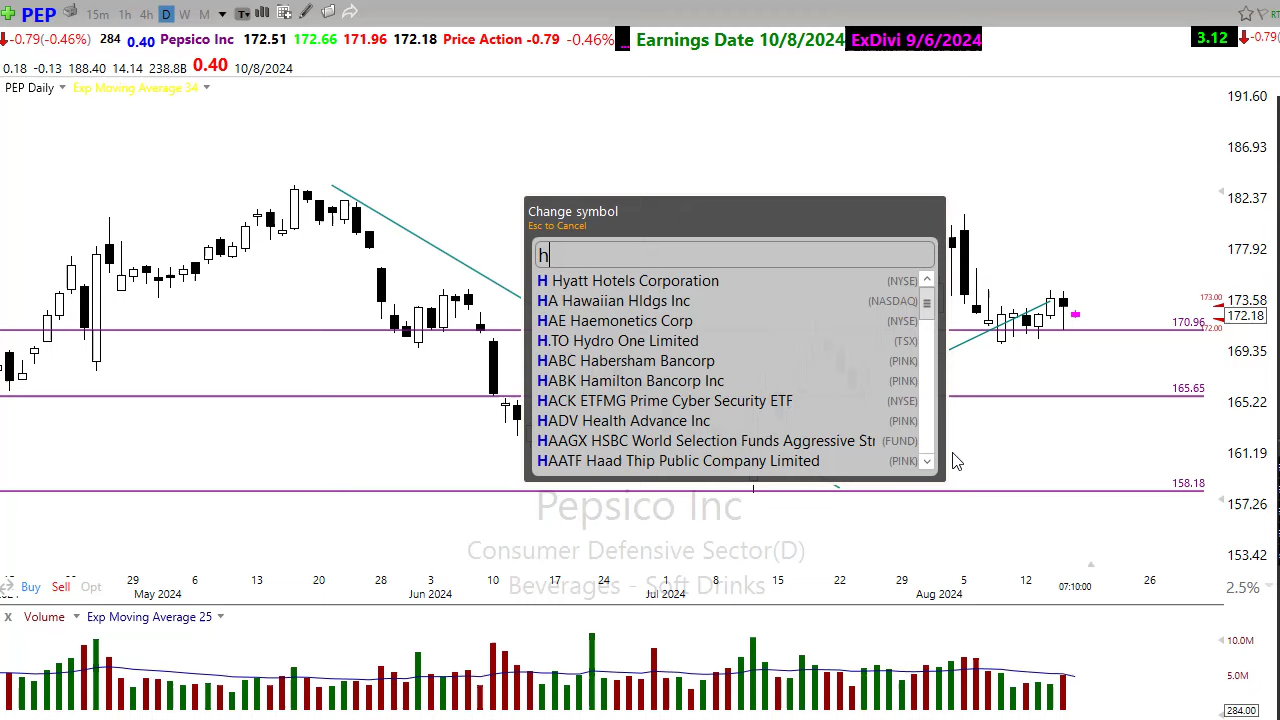 PEP 15m 1h 4h D W M T
-0.79(-0.46%) 284 0.40 Pepsico Inc 172.51 172.66 171.96 172.18 Price Action -0.79 -0.46% ... Earnings Date 10/8/2024 ExDivi 9/6/2024 3.12 -0.79(
0.18 -0.13 188.40 14.14 238.8B 0.40 10/8/2024
PEP Daily Exp Moving Average 34
191.60
186.93
182.37
177.92
173.58
172.18
169.35
165.22
161.19
157.26
153.42
173.00
172.00
170.96
165.65
158.18
Change symbol
Esc to Cancel
h
H Hyatt Hotels Corporation (NYSE)
HA Hawaiian Hldgs Inc (NASDAQ)
HAE Haemonetics Corp (NYSE)
H.TO Hydro One Limited (TSX)
HABC Habersham Bancorp (PINK)
HABK Hamilton Bancorp Inc (PINK)
HACK ETFMG Prime Cyber Security ETF (NYSE)
HADV Health Advance Inc (PINK)
HAAGX HSBC World Selection Funds Aggressive Str (FUND)
HAATF Haad Thip Public Company Limited (PINK)
Pepsico Inc
Consumer Defensive Sector(D)
Beverages - Soft Drinks
29 6 13 20 28 3 10 17 24 1 8 15 22 29 5 12 07:10:00 26
Buy Sell Opt
May 2024 Jun 2024 Jul 2024 Aug 2024
2.5%
X Volume Exp Moving Average 25
10.0M
5.0M
284.00